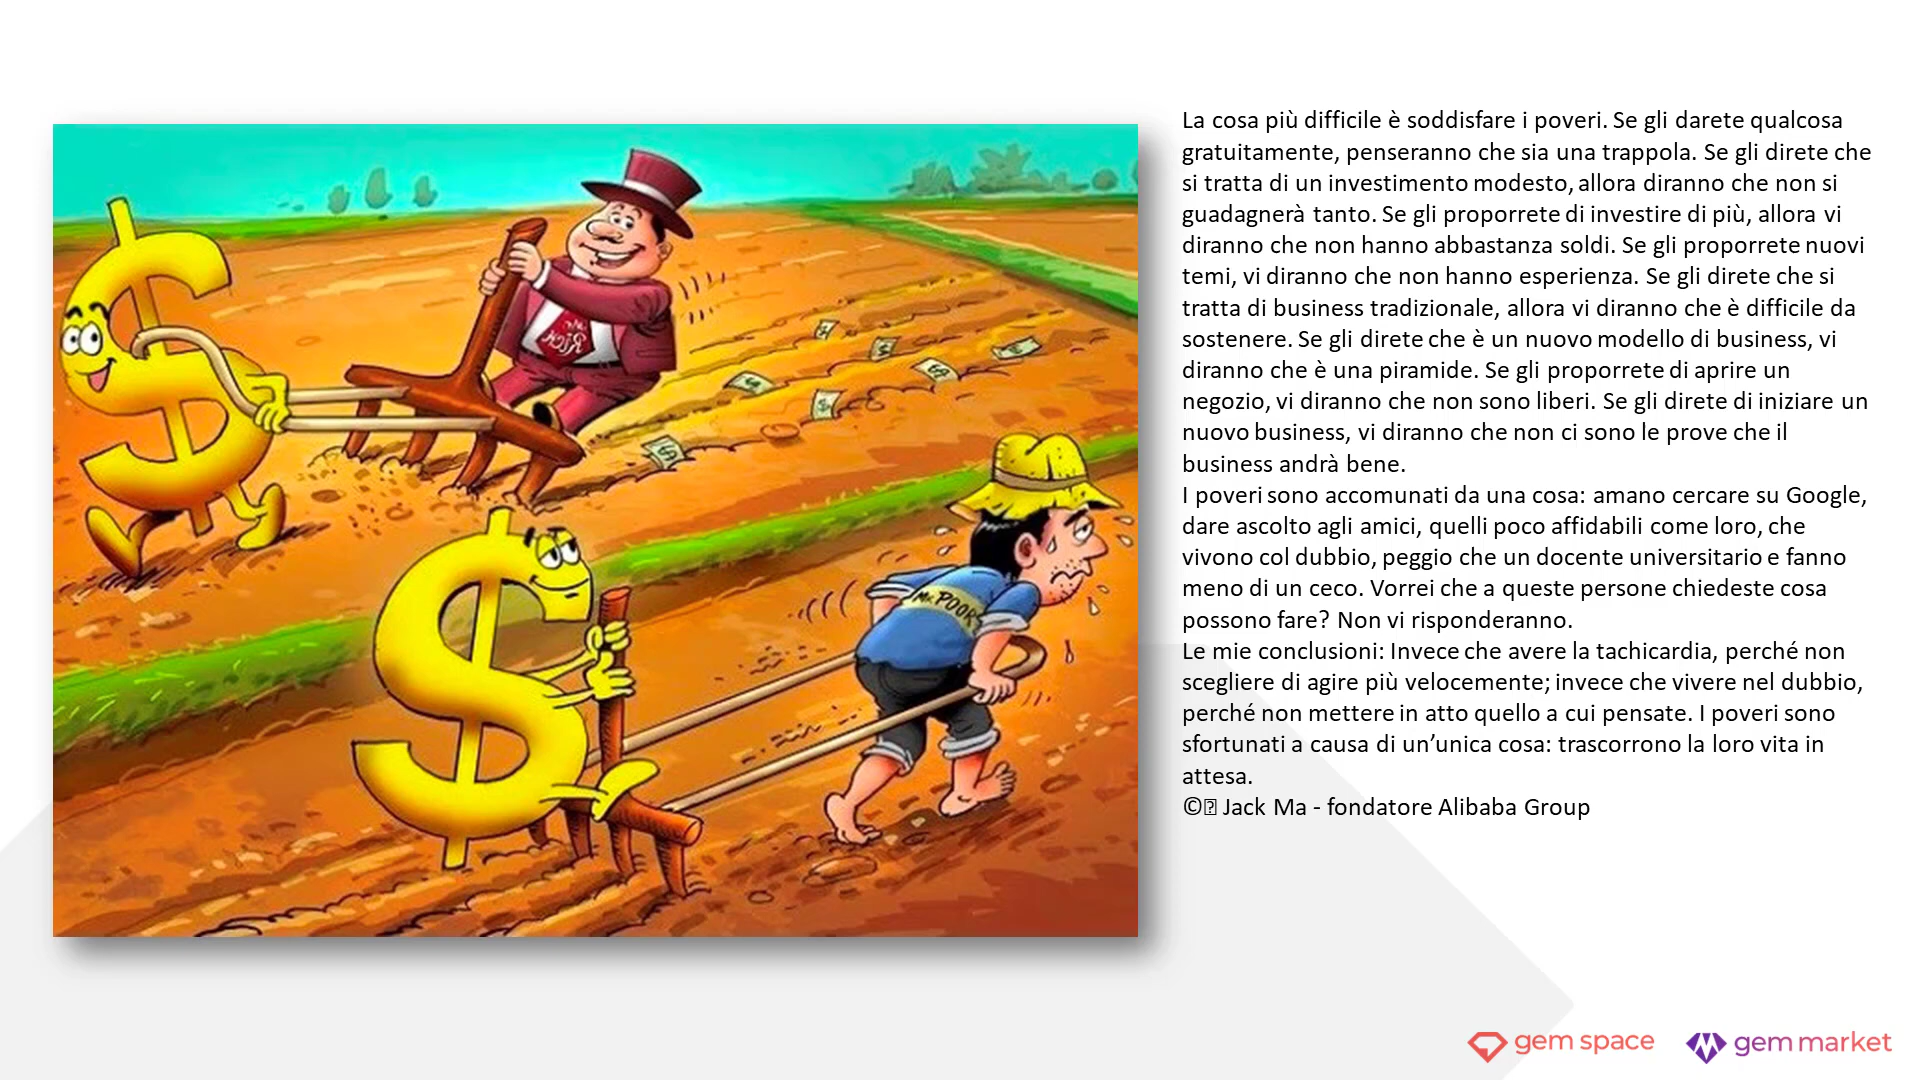 La cosa più difficile è soddisfare i poveri. Se gli darete qualcosa
gratuitamente, penseranno che sia una trappola. Se gli direte che
si tratta di un investimento modesto, allora diranno che non si
guadagnerà tanto. Se gli proporrete di investire di più, allora vi
diranno che non hanno abbastanza soldi. Se gli proporrete nuovi
temi, vi diranno che non hanno esperienza. Se gli direte che si
tratta di business tradizionale, allora vi diranno che è difficile da
sostenere. Se gli direte che è un nuovo modello di business, vi
diranno che è una piramide. Se gli proporrete di aprire un
negozio, vi diranno che non sono liberi. Se gli direte di iniziare un
nuovo business, vi diranno che non ci sono le prove che il
business andrà bene.
I poveri sono accomunati da una cosa: amano cercare su Google,
dare ascolto agli amici, quelli poco affidabili come loro, che
vivono col dubbio, peggio che un docente universitario e fanno
meno di un ceco. Vorrei che a queste persone chiedeste cosa
possono fare? Non vi risponderanno.
Le mie conclusioni: Invece che avere la tachicardia, perché non
scegliere di agire più velocemente; invece che vivere nel dubbio,
perché non mettere in atto quello a cui pensate. I poveri sono
sfortunati a causa di un’unica cosa: trascorrono la loro vita in
attesa.
© Jack Ma - fondatore Alibaba Group
Mr. Rich
Mr. POOR
gem space
gem market